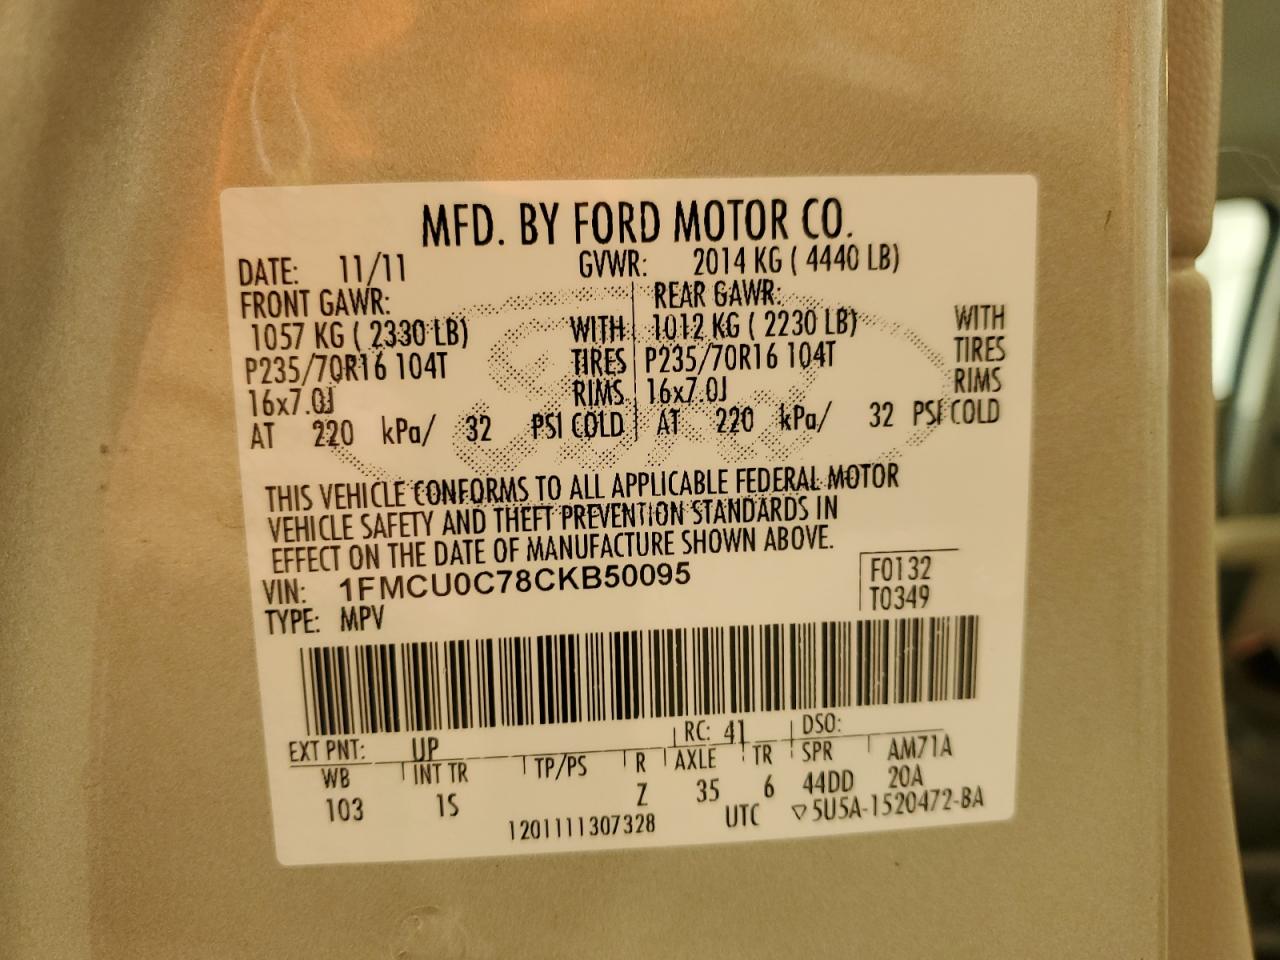 MFD. BY FORD MOTOR CO.
DATE: 11/11 GVWR: 2014 KG ( 4440 LB)
FRONT GAWR: REAR GAWR:
1057 KG ( 2330 LB) WITH 1012 KG ( 2230 LB) WITH
P235/70R16 104T TIRES P235/70R16 104T TIRES
16x7.0J RIMS 16x7.0J RIMS
AT 220 kPa/ 32 PSI COLD AT 220 kPa/ 32 PSI COLD
THIS VEHICLE CONFORMS TO ALL APPLICABLE FEDERAL MOTOR
VEHICLE SAFETY AND THEFT PREVENTION STANDARDS IN
EFFECT ON THE DATE OF MANUFACTURE SHOWN ABOVE.
VIN: 1FMCU0C78CKB50095 F0132
TYPE: MPV T0349
EXT PNT: UP RC: 41 DSO:
WB INT TR TP/PS R AXLE TR SPR AM71A
103 1S Z 35 6 44DD 20A
1201111307328 UTC ▽5U5A-1520472-BA